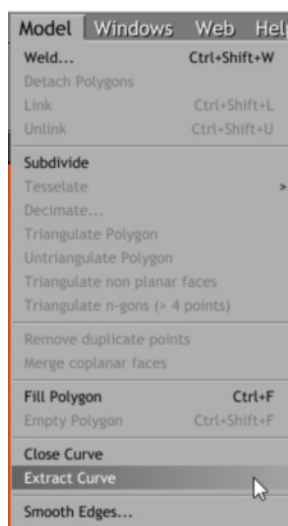 Model Windows Web Hel
Weld... Ctrl+Shift+W
Detach Polygons
Link Ctrl+Shift+L
Unlink Ctrl+Shift+U
Subdivide
Tesselate >
Decimate...
Triangulate Polygon
Untriangulate Polygon
Triangulate non planar faces
Triangulate n-gons (> 4 points)
Remove duplicate points
Merge coplanar faces
Fill Polygon Ctrl+F
Empty Polygon Ctrl+Shift+F
Close Curve
Extract Curve
Smooth Edges...